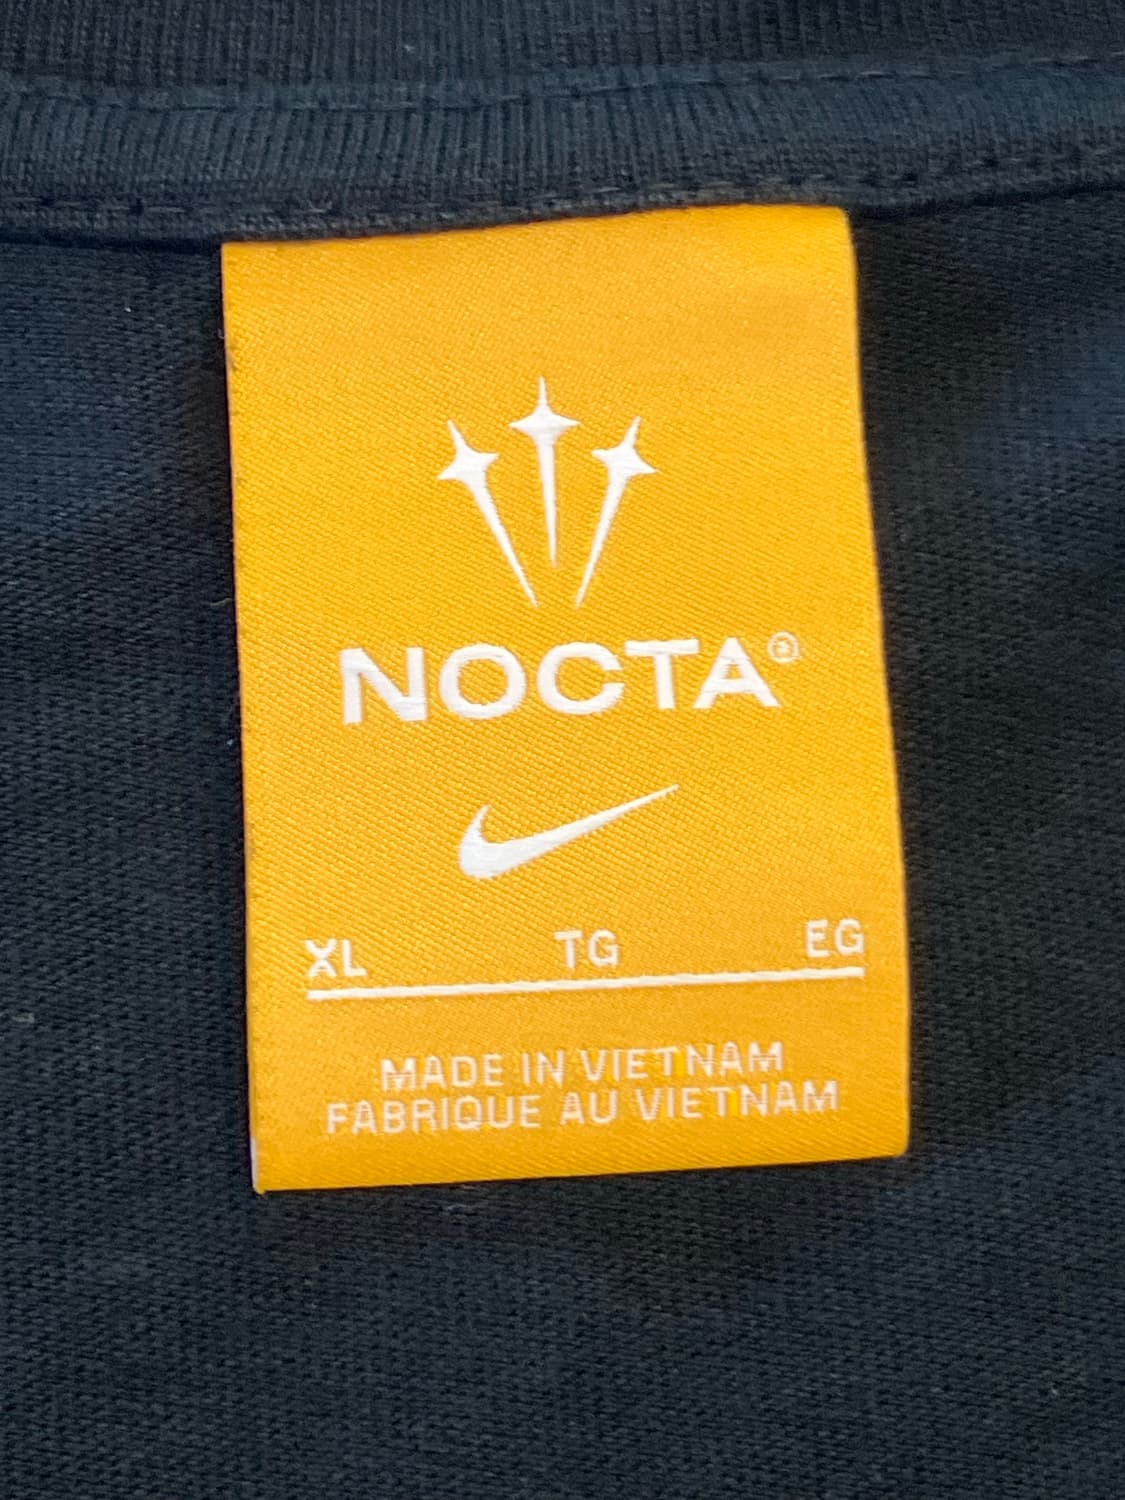 NOCTA®
XL TG EG
MADE IN VIETNAM
FABRIQUE AU VIETNAM